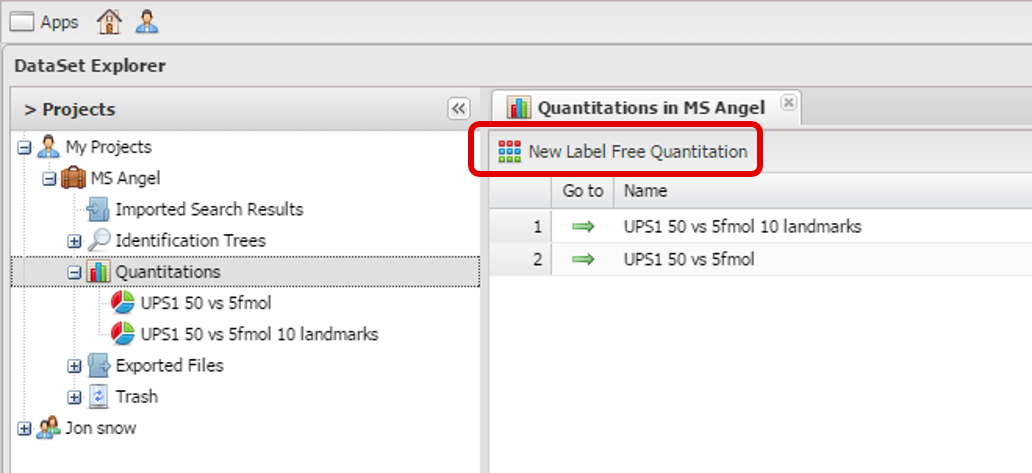 Apps
DataSet Explorer
> Projects
My Projects
MS Angel
Imported Search Results
Identification Trees
Quantitations
UPS1 50 vs 5fmol
UPS1 50 vs 5fmol 10 landmarks
Exported Files
Trash
Jon snow
Quantitations in MS Angel
New Label Free Quantitation
Go to Name
1 UPS1 50 vs 5fmol 10 landmarks
2 UPS1 50 vs 5fmol